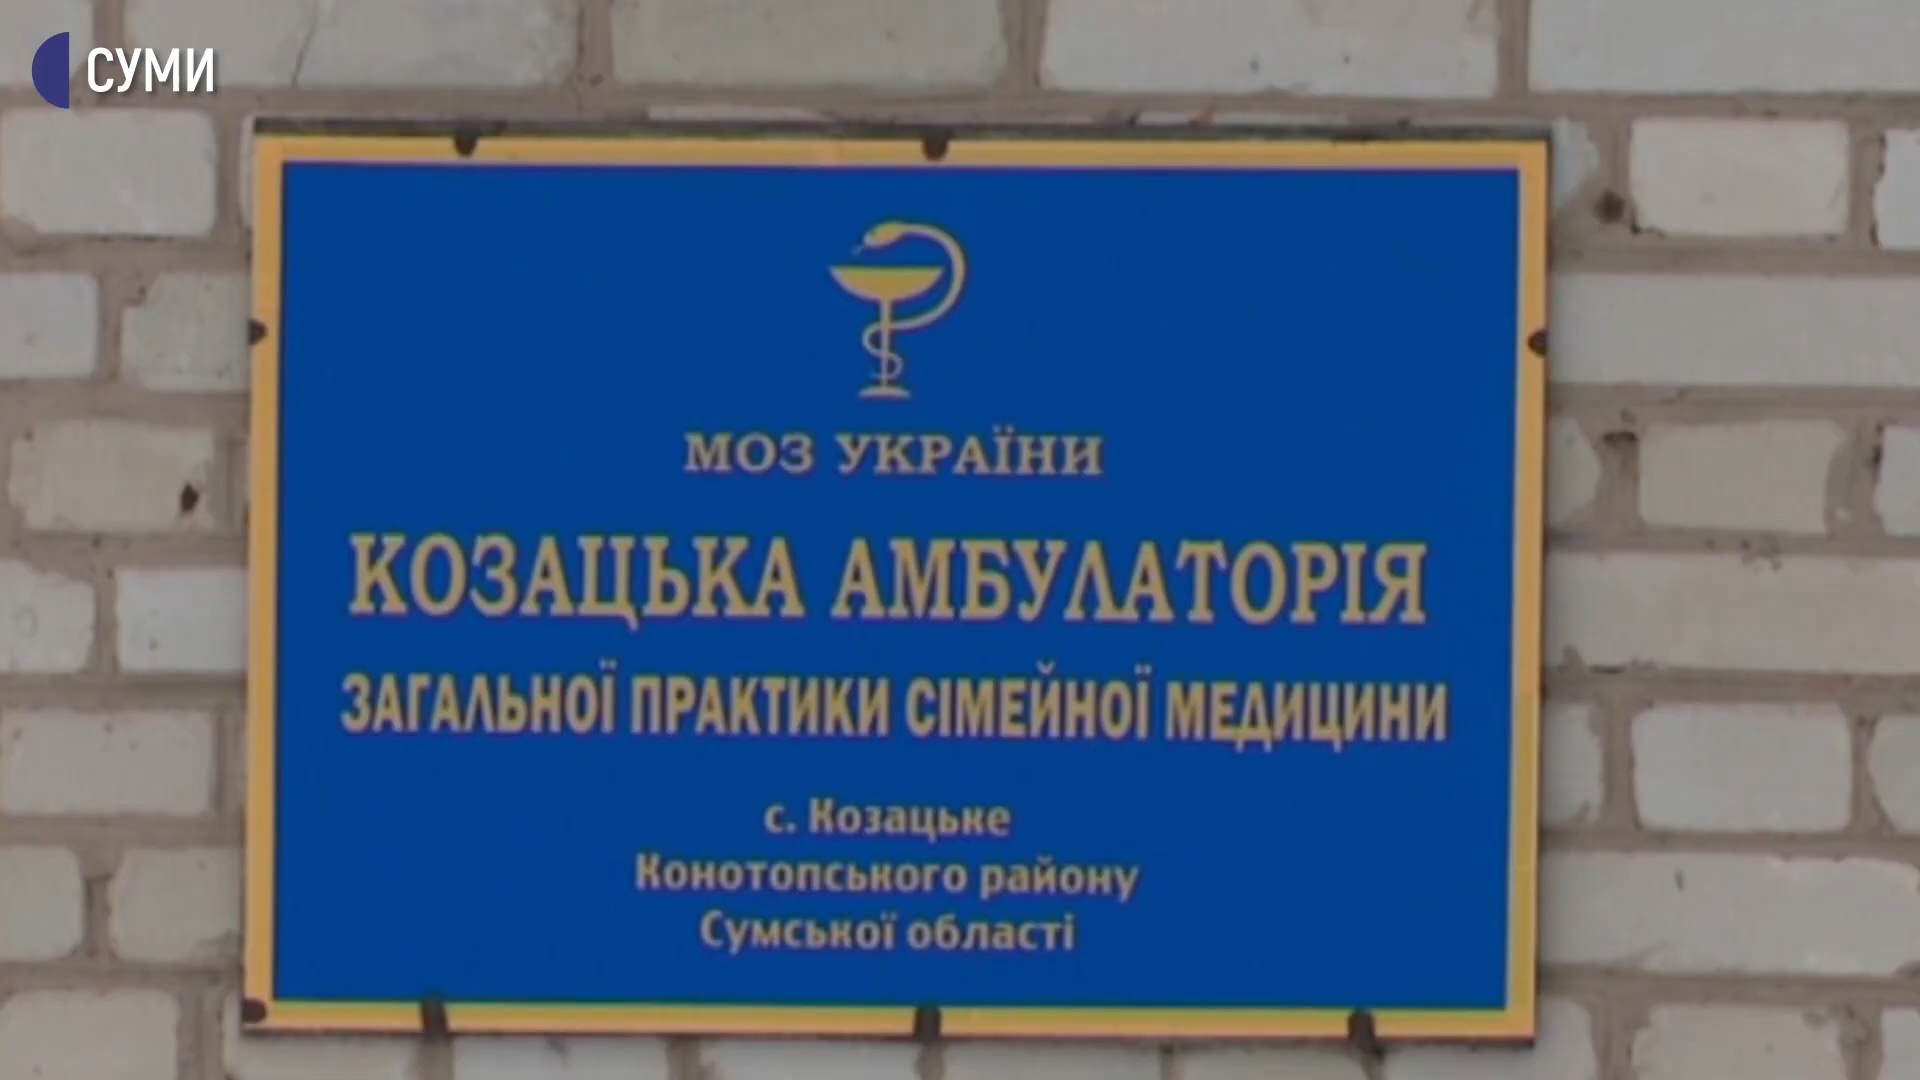 СУМИ
МОЗ УКРАЇНИ
КОЗАЦЬКА АМБУЛАТОРІЯ
ЗАГАЛЬНОЇ ПРАКТИКИ СІМЕЙНОЇ МЕДИЦИНИ
с. Козацьке
Конотопського району
Сумської області